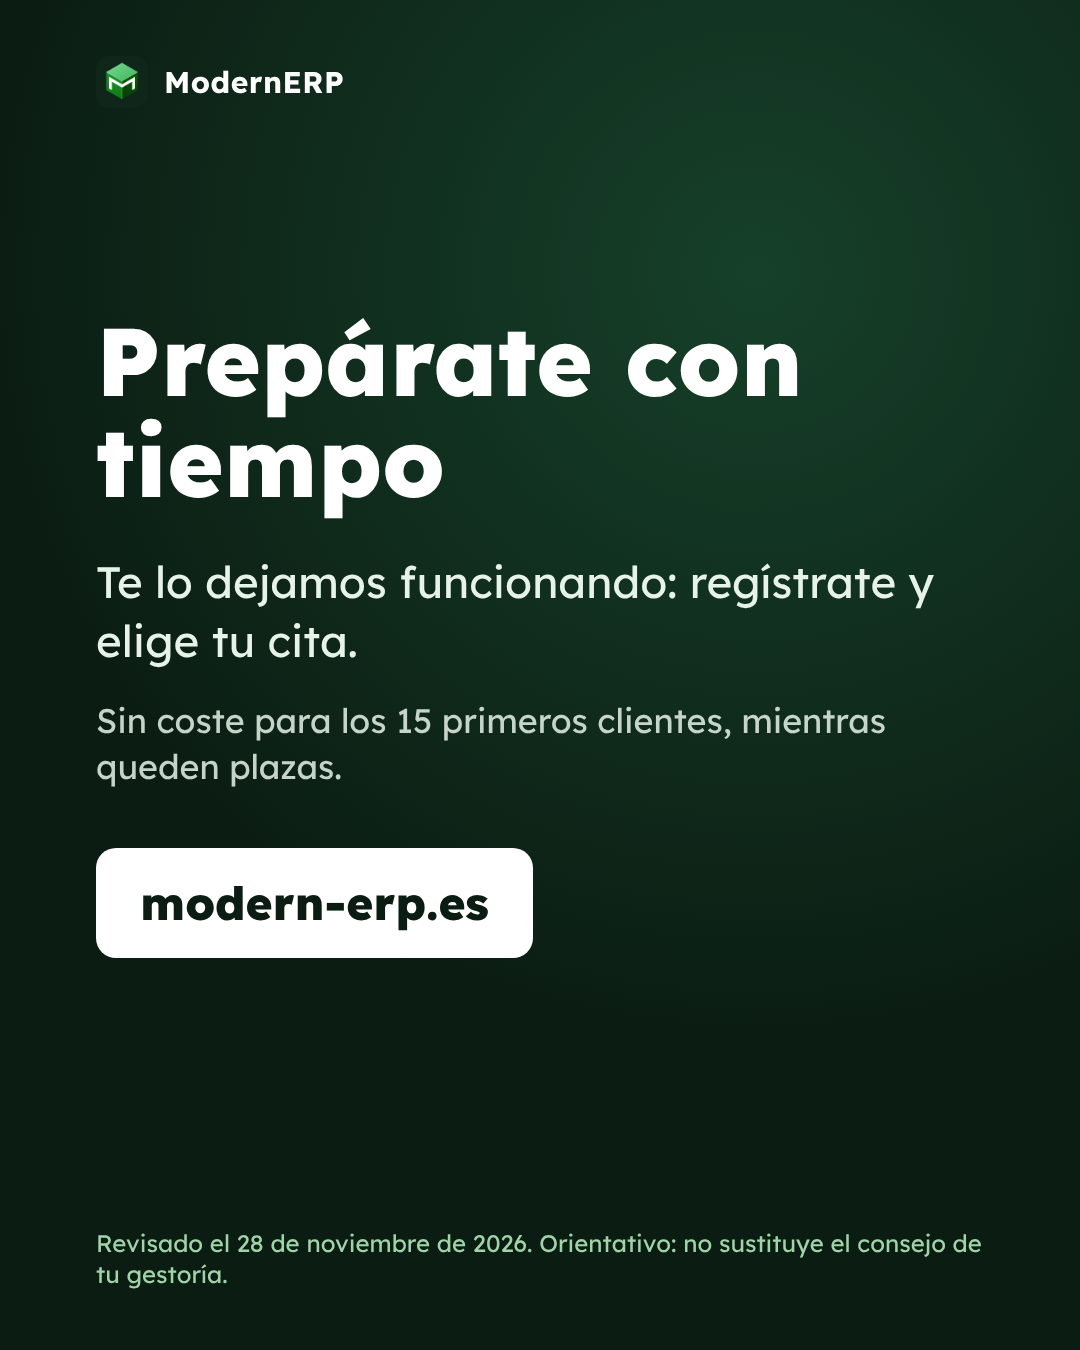 ModernERP
Prepárate con
tiempo
Te lo dejamos funcionando: regístrate y
elige tu cita.
Sin coste para los 15 primeros clientes, mientras
queden plazas.
modern-erp.es
Revisado el 28 de noviembre de 2026. Orientativo: no sustituye el consejo de
tu gestoría.